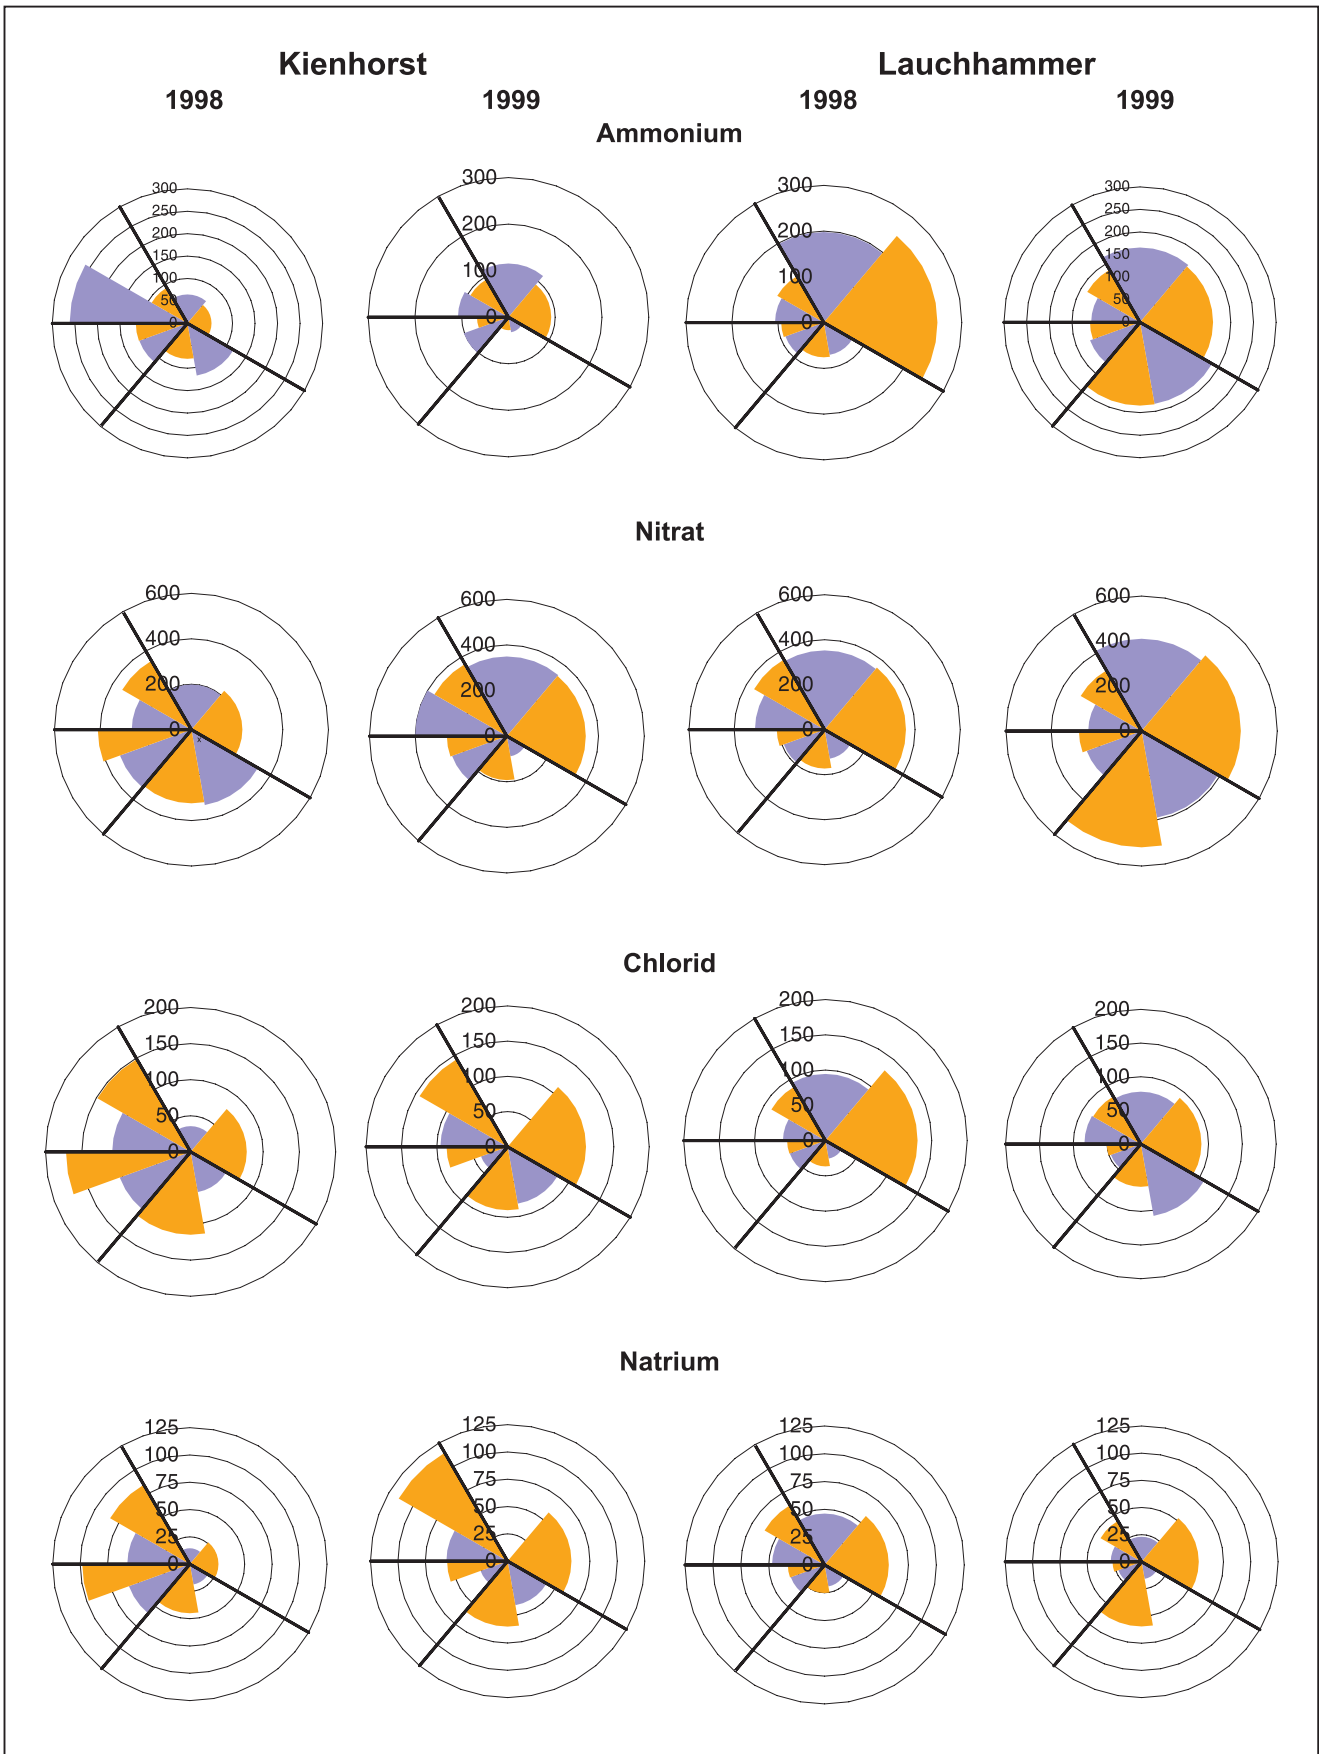 Kienhorst Lauchhammer
1998 1999 1998 1999
Ammonium
300 250 200 150 100 50 0
300 200 100 0
300 200 100 0
300 250 200 150 100 50 0
Nitrat
600 400 200 0 x
600 400 200 0
600 400 200 0
600 400 200 0
Chlorid
200 150 100 50 0
200 150 100 50 0
200 150 100 50 0
200 150 100 50 0
Natrium
125 100 75 50 25 0
125 100 75 50 25 0
125 100 75 50 25 0
125 100 75 50 25 0